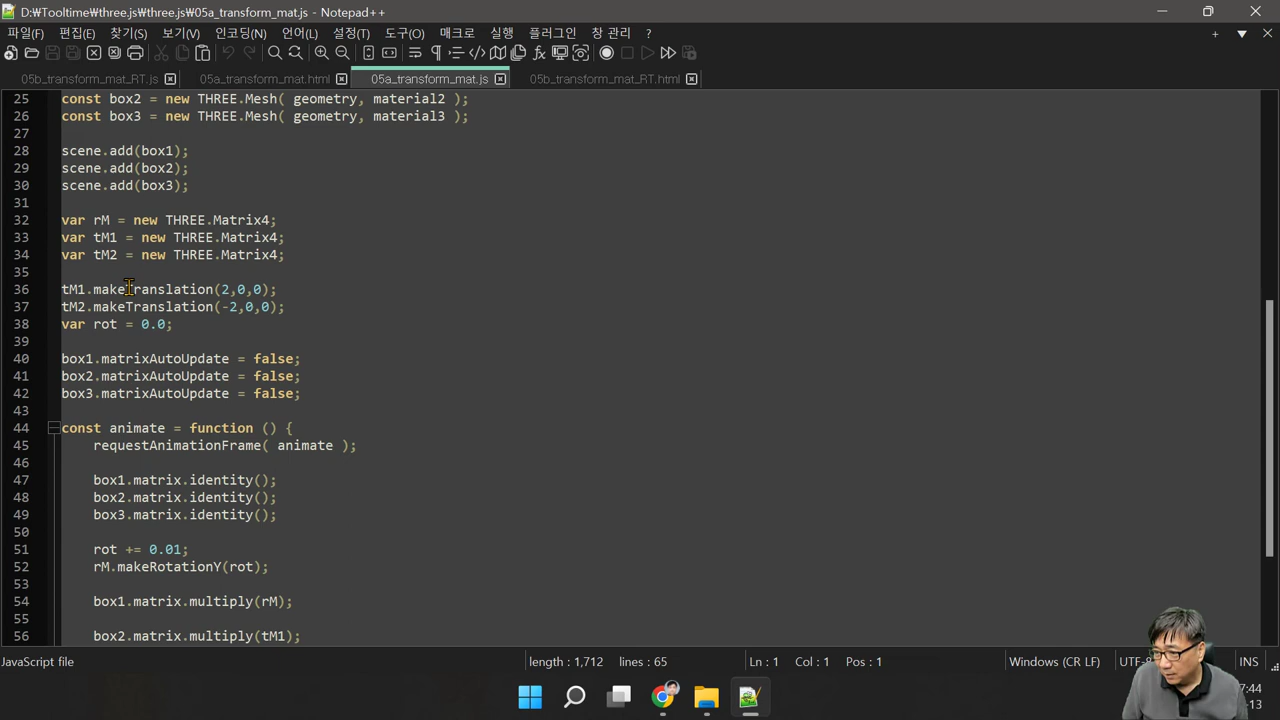 D:₩Tooltime₩three.js₩three.js₩05a_transform_mat.js - Notepad++
파일(F) 편집(E) 찾기(S) 보기(V) 인코딩(N) 언어(L) 설정(T) 도구(O) 매크로 실행 플러그인 창 관리 ?
05b_transform_mat_RT.js 05a_transform_mat.html 05a_transform_mat.js 05b_transform_mat_RT.html
25 const box2 = new THREE.Mesh( geometry, material2 );
26 const box3 = new THREE.Mesh( geometry, material3 );
27
28 scene.add(box1);
29 scene.add(box2);
30 scene.add(box3);
31
32 var rM = new THREE.Matrix4;
33 var tM1 = new THREE.Matrix4;
34 var tM2 = new THREE.Matrix4;
35
36 tM1.makeTranslation(2,0,0);
37 tM2.makeTranslation(-2,0,0);
38 var rot = 0.0;
39
40 box1.matrixAutoUpdate = false;
41 box2.matrixAutoUpdate = false;
42 box3.matrixAutoUpdate = false;
43
44 const animate = function () {
45 requestAnimationFrame( animate );
46
47 box1.matrix.identity();
48 box2.matrix.identity();
49 box3.matrix.identity();
50
51 rot += 0.01;
52 rM.makeRotationY(rot);
53
54 box1.matrix.multiply(rM);
55
56 box2.matrix.multiply(tM1);
JavaScript file length : 1,712 lines : 65 Ln : 1 Col : 1 Pos : 1 Windows (CR LF) INS